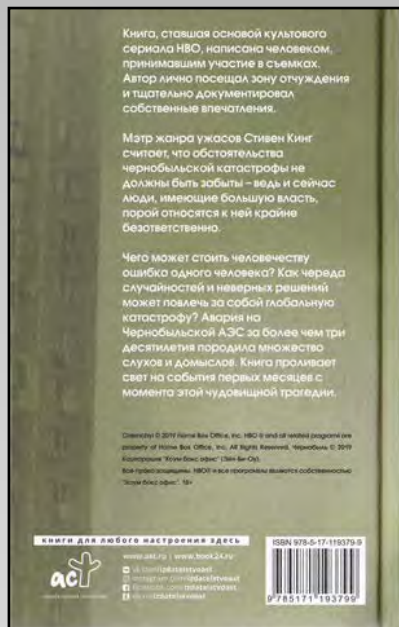 Книга, ставшая основой культового
сериала HBO, написана человеком,
принимавшим участие в съемках.
Автор лично посещал зону отчуждения
и тщательно документировал
собственные впечатления.
Мэтр жанра ужасов Стивен Кинг
считает, что обстоятельства
чернобыльской катастрофы не
должны быть забыты – ведь и сейчас
люди, имеющие большую власть,
порой относятся к ней крайне
безответственно.
Чего может стоить человечеству
ошибка одного человека? Как череда
случайностей и неверных решений
может повлечь за собой глобальную
катастрофу? Авария на
Чернобыльской АЭС за более чем три
десятилетия породила множество
слухов и домыслов. Книга проливает
свет на события первых месяцев с
момента этой чудовищной трагедии.
Chernobyl © 2019 Home Box Office, Inc. HBO ® and all related programs are
property of Home Box Office, Inc. All Rights Reserved. Чернобыль © 2019
Корпорация "Хоум бокс офис" (Эйч-Би-Оу).
Все права защищены. HBO® и все программы являются собственностью
"Хоум бокс офис". 16+
книги для любого настроения здесь
www.ast.ru | www.book24.ru
аст
ISBN 978-5-17-119379-9
9 785171 193799